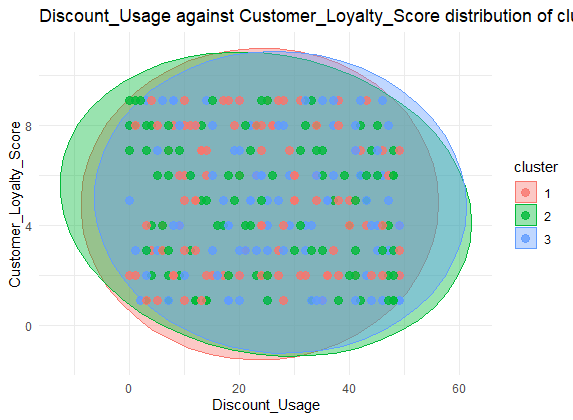 Discount_Usage against Customer_Loyalty_Score distribution of clu
Customer_Loyalty_Score
8
4
0
0
20
40
60
Discount_Usage
cluster
1
2
3